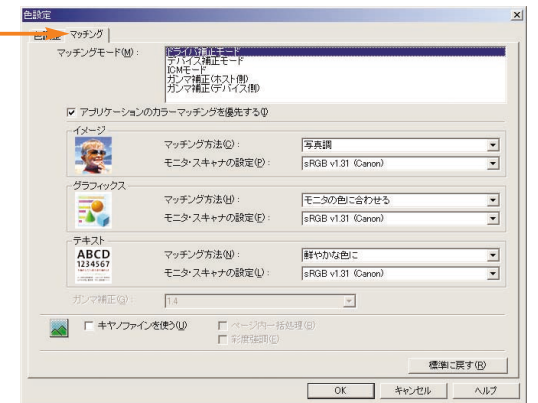 色設定
色調整 マッチング
マッチングモード(M)：
ドライバ補正モード
デバイス補正モード
ICMモード
ガンマ補正(ホスト側)
ガンマ補正(デバイス側)
アプリケーションのカラーマッチングを優先する(I)
イメージ
マッチング方法(C)： 写真調
モニタ・スキャナの設定(P)： sRGB v1.31 (Canon)
グラフィックス
マッチング方法(H)： モニタの色に合わせる
モニタ・スキャナの設定(F)： sRGB v1.31 (Canon)
テキスト
ABCD
1234567
マッチング方法(N)： 鮮やかな色に
モニタ・スキャナの設定(L)： sRGB v1.31 (Canon)
ガンマ補正(G)： 1.4
キヤノファインを使う(U) ページ内一括処理(B)
彩度強調(E)
標準に戻す(R)
OK キャンセル ヘルプ